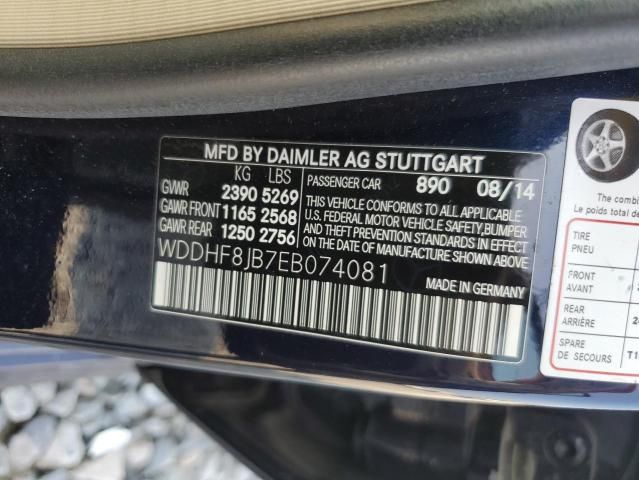 MFD BY DAIMLER AG STUTTGART
KG LBS
GVWR 2390 5269
GAWR FRONT 1165 2568
GAWR REAR 1250 2756
PASSENGER CAR 890 08/14
THIS VEHICLE CONFORMS TO ALL APPLICABLE
U.S. FEDERAL MOTOR VEHICLE SAFETY,BUMPER
AND THEFT PREVENTION STANDARDS IN EFFECT
ON THE DATE OF MANUFACTURE SHOWN ABOVE
WDDHF8JB7EB074081
MADE IN GERMANY
The combin
Le poids total de
TIRE
PNEU
FRONT
AVANT
REAR
ARRIÈRE
SPARE
DE SECOURS